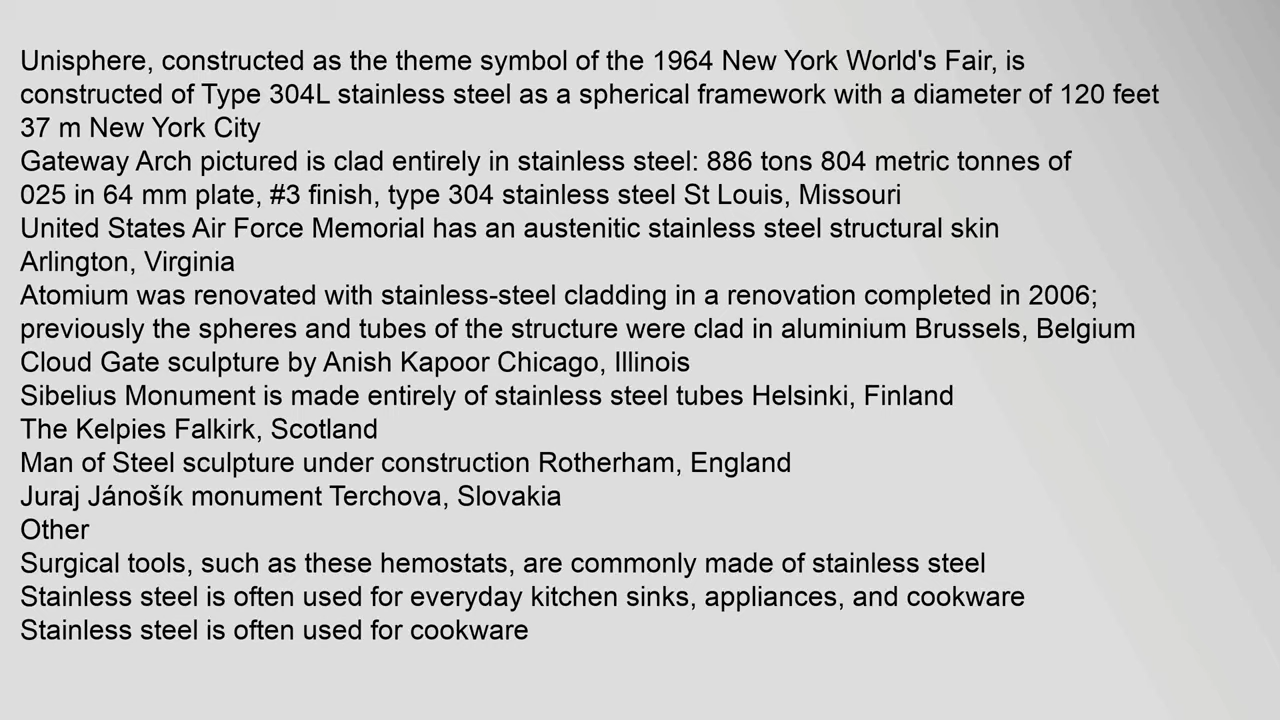 Unisphere, constructed as the theme symbol of the 1964 New York World's Fair, is
constructed of Type 304L stainless steel as a spherical framework with a diameter of 120 feet
37 m New York City
Gateway Arch pictured is clad entirely in stainless steel: 886 tons 804 metric tonnes of
025 in 64 mm plate, #3 finish, type 304 stainless steel St Louis, Missouri
United States Air Force Memorial has an austenitic stainless steel structural skin
Arlington, Virginia
Atomium was renovated with stainless-steel cladding in a renovation completed in 2006;
previously the spheres and tubes of the structure were clad in aluminium Brussels, Belgium
Cloud Gate sculpture by Anish Kapoor Chicago, Illinois
Sibelius Monument is made entirely of stainless steel tubes Helsinki, Finland
The Kelpies Falkirk, Scotland
Man of Steel sculpture under construction Rotherham, England
Juraj Jánošík monument Terchova, Slovakia
Other
Surgical tools, such as these hemostats, are commonly made of stainless steel
Stainless steel is often used for everyday kitchen sinks, appliances, and cookware
Stainless steel is often used for cookware